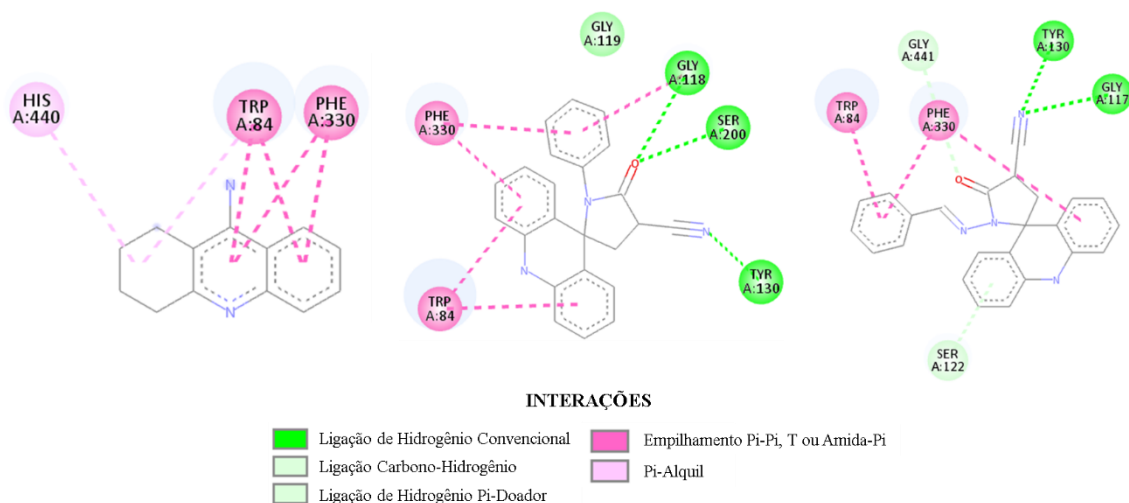 HIS
A:440
TRP
A:84
PHE
A:330
N
N
GLY
A:119
GLY
A:118
SER
A:200
PHE
A:330
O
N
N
N
TRP
A:84
TYR
A:130
GLY
A:441
TYR
A:130
GLY
A:117
TRP
A:84
PHE
A:330
N
O
N
N
N
SER
A:122
INTERAÇÕES
Ligação de Hidrogênio Convencional
Ligação Carbono-Hidrogênio
Ligação de Hidrogênio Pi-Doador
Empilhamento Pi-Pi, T ou Amida-Pi
Pi-Alquil